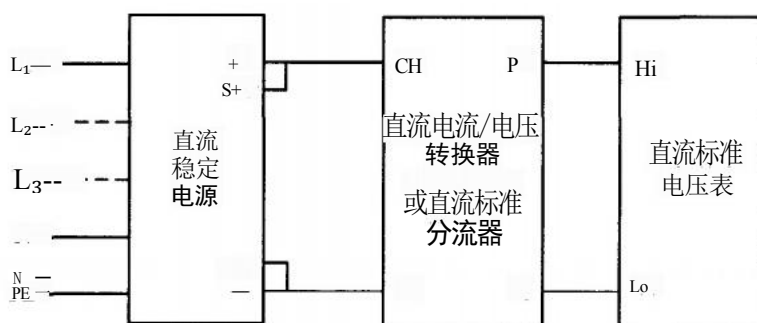 L₁—
L₂--
L₃--
N —
PE—
+
S+
直流
稳定
电源
—
CH P
直流电流/电压
转换器
或直流标准
分流器
Hi
直流标准
电压表
Lo